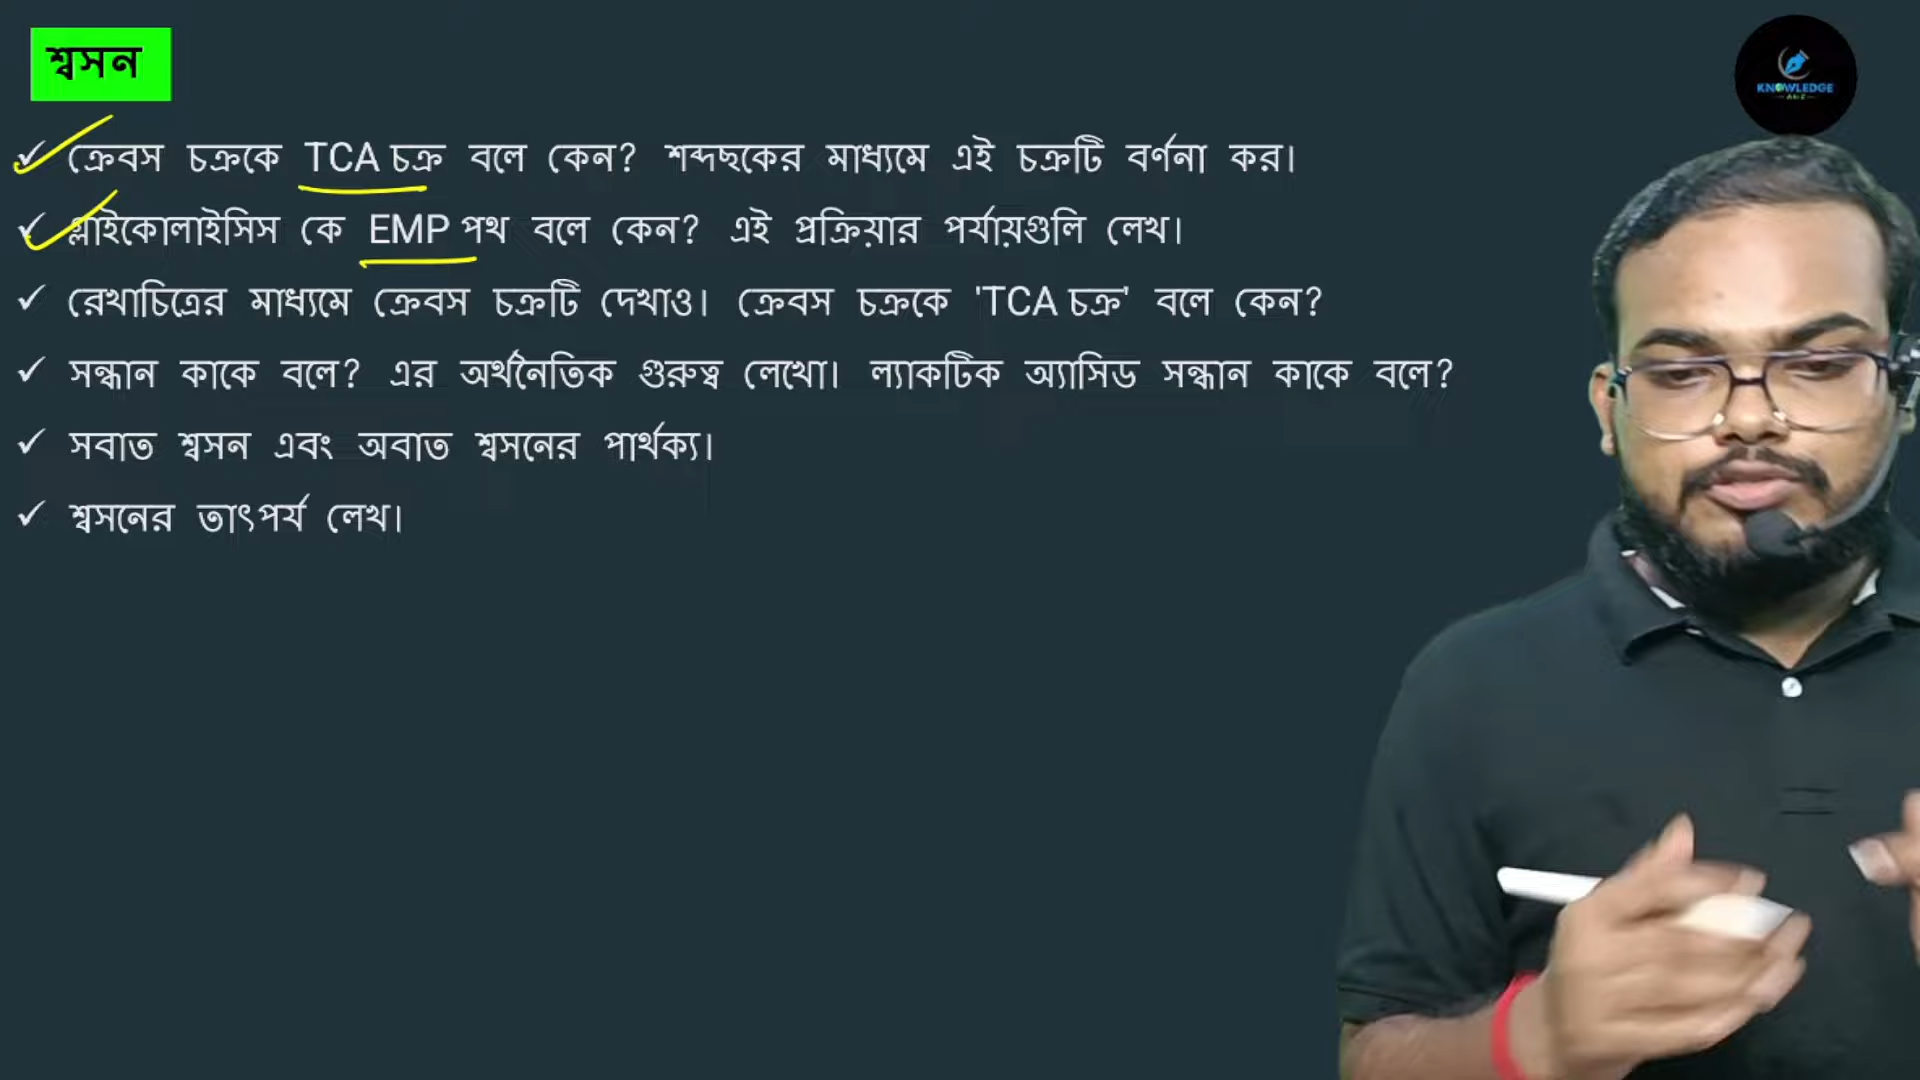 শ্বসন
KNOWLEDGE
ক্রেবস চক্রকে TCA চক্র বলে কেন? শব্দছকের মাধ্যমে এই চক্রটি বর্ণনা কর।
গ্লাইকোলাইসিস কে EMP পথ বলে কেন? এই প্রক্রিয়ার পর্যায়গুলি লেখ।
রেখাচিত্রের মাধ্যমে ক্রেবস চক্রটি দেখাও। ক্রেবস চক্রকে 'TCA চক্র' বলে কেন?
সন্ধান কাকে বলে? এর অর্থনৈতিক গুরুত্ব লেখো। ল্যাকটিক অ্যাসিড সন্ধান কাকে বলে?
সবাত শ্বসন এবং অবাত শ্বসনের পার্থক্য।
শ্বসনের তাৎপর্য লেখ।